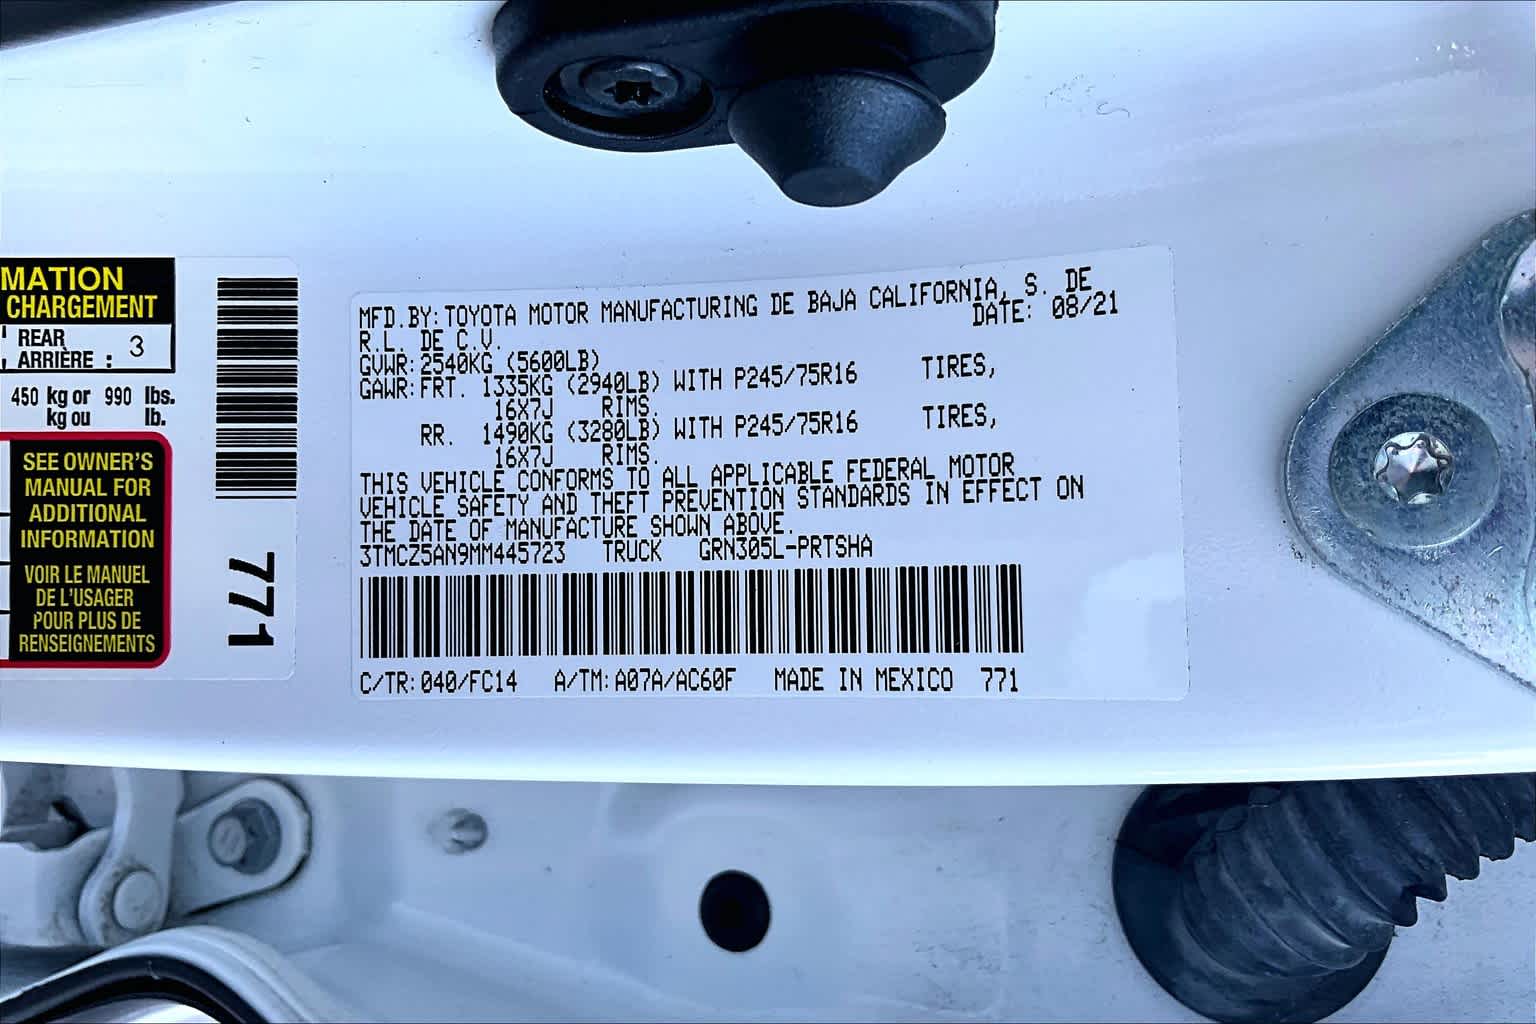 MATION
CHARGEMENT
REAR
ARRIÈRE : 3
450 kg or 990 lbs.
kg ou lb.
SEE OWNER'S
MANUAL FOR
ADDITIONAL
INFORMATION
VOIR LE MANUEL
DE L'USAGER
POUR PLUS DE
RENSEIGNEMENTS
771
MFD.BY:TOYOTA MOTOR MANUFACTURING DE BAJA CALIFORNIA, S. DE
R.L. DE C.V. DATE: 08/21
GVWR:2540KG (5600LB)
GAWR:FRT. 1335KG (2940LB) WITH P245/75R16 TIRES,
16X7J RIMS.
RR. 1490KG (3280LB) WITH P245/75R16 TIRES,
16X7J RIMS.
THIS VEHICLE CONFORMS TO ALL APPLICABLE FEDERAL MOTOR
VEHICLE SAFETY AND THEFT PREVENTION STANDARDS IN EFFECT ON
THE DATE OF MANUFACTURE SHOWN ABOVE.
3TMCZ5AN9MM445723 TRUCK GRN305L-PRTSHA
C/TR:040/FC14 A/TM:A07A/AC60F MADE IN MEXICO 771